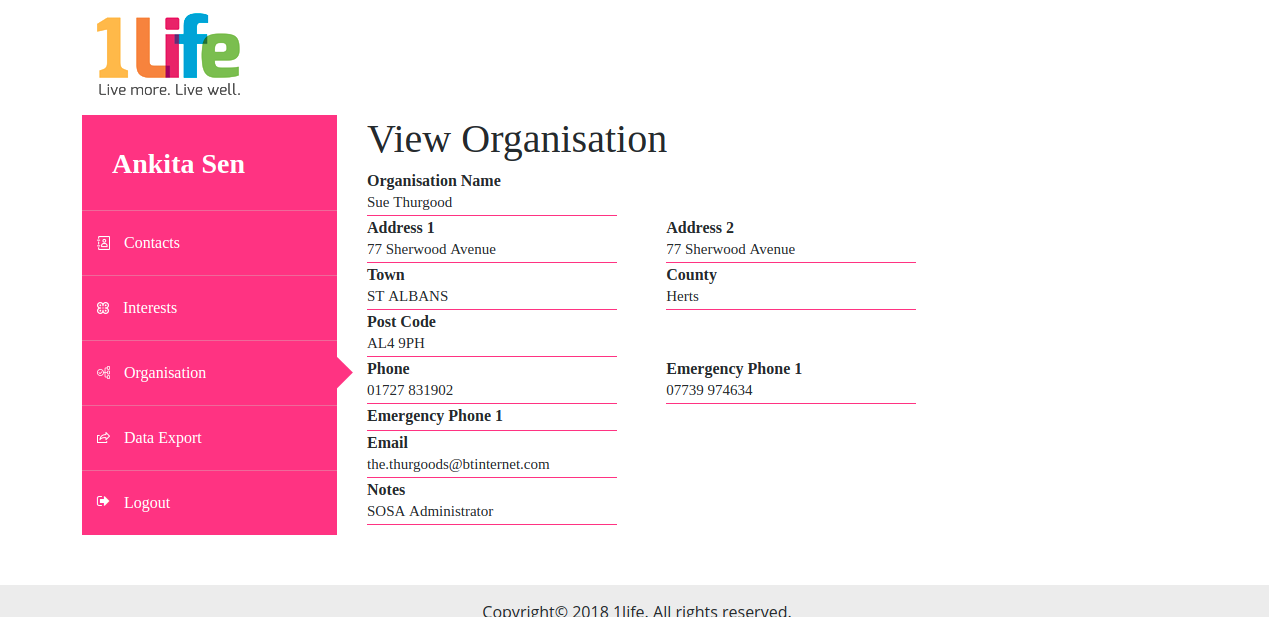 1Life
Live more. Live well.
Ankita Sen
Contacts
Interests
Organisation
Data Export
Logout
View Organisation
Organisation Name
Sue Thurgood
Address 1
77 Sherwood Avenue
Address 2
77 Sherwood Avenue
Town
ST ALBANS
County
Herts
Post Code
AL4 9PH
Phone
01727 831902
Emergency Phone 1
07739 974634
Emergency Phone 1
Email
the.thurgoods@btinternet.com
Notes
SOSA Administrator
Copyright© 2018 1life. All rights reserved.